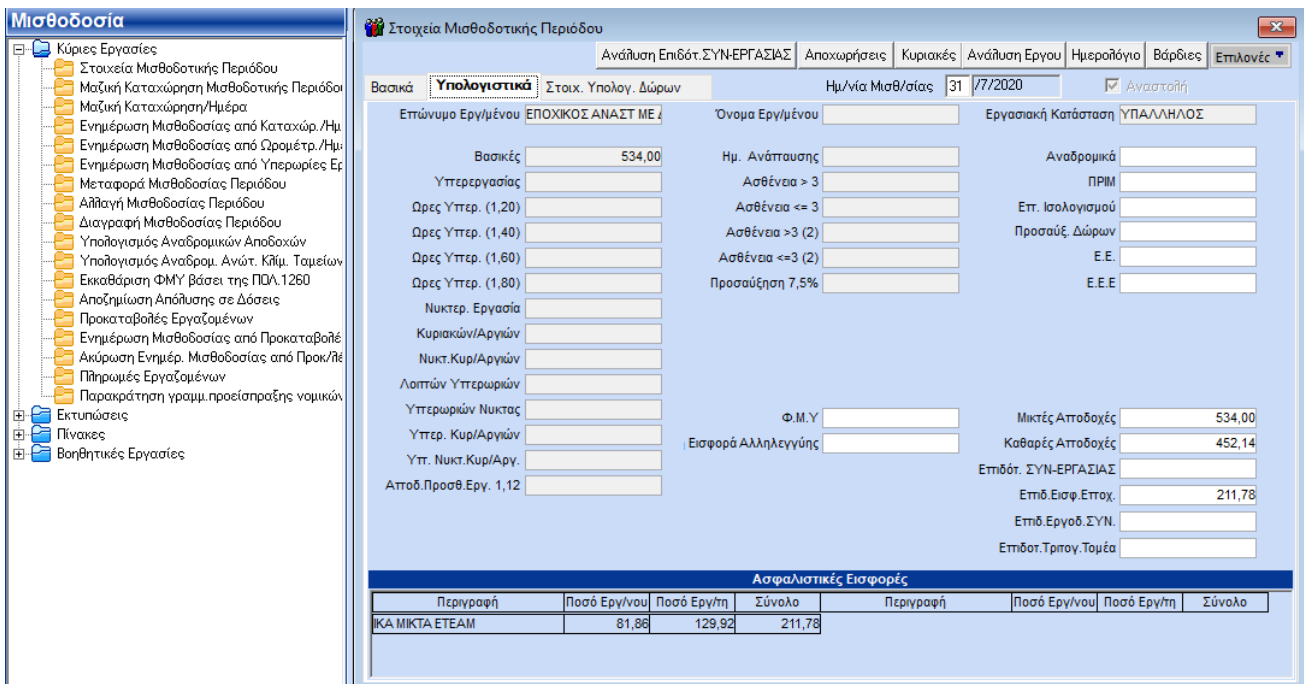 Μισθοδοσία
Κύριες Εργασίες
Στοιχεία Μισθοδοτικής Περιόδου
Μαζική Καταχώρηση Μισθοδοτικής Περιόδου
Μαζική Καταχώρηση/Ημέρα
Ενημέρωση Μισθοδοσίας από Καταχώρ./Ημ
Ενημέρωση Μισθοδοσίας από Ωρομέτρ./Ημ
Ενημέρωση Μισθοδοσίας από Υπερωρίες Ερ
Μεταφορά Μισθοδοσίας Περιόδου
Αλλαγή Μισθοδοσίας Περιόδου
Διαγραφή Μισθοδοσίας Περιόδου
Υπολογισμός Αναδρομικών Αποδοχών
Υπολογισμός Αναδρομ. Ανώτ. Κλίμ. Ταμείων
Εκκαθάριση ΦΜΥ βάσει της ΠΟΛ.1260
Αποζημίωση Απόλυσης σε Δόσεις
Προκαταβολές Εργαζομένων
Ενημέρωση Μισθοδοσίας από Προκαταβολέ
Ακύρωση Ενημέρ. Μισθοδοσίας από Προκ/λέ
Πληρωμές Εργαζομένων
Παρακράτηση γραμμ.προείσπραξης νομικών
Εκτυπώσεις
Πίνακες
Βοηθητικές Εργασίες
Στοιχεία Μισθοδοτικής Περιόδου
Ανάλυση Επιδότ.ΣΥΝ-ΕΡΓΑΣΙΑΣ Αποχωρήσεις Κυριακές Ανάλυση Εργου Ημερολόγιο Βάρδιες Επιλογές
Βασικά Υπολογιστικά Στοιχ. Υπολογ. Δώρων Ημ/νία Μισθ/σίας 31 /7/2020 Αναστολή
Επώνυμο Εργ/μένου ΕΠΟΧΙΚΟΣ ΑΝΑΣΤ ΜΕ Όνομα Εργ/μένου Εργασιακή Κατάσταση ΥΠΑΛΛΗΛΟΣ
Βασικές 534,00 Ημ. Ανάπαυσης Αναδρομικά
Υπερεργασίας Ασθένεια > 3 ΠΡΙΜ
Ωρες Υπερ. (1,20) Ασθένεια <= 3 Επ. Ισολογισμού
Ωρες Υπερ. (1,40) Ασθένεια >3 (2) Προσαύξ. Δώρων
Ωρες Υπερ. (1,60) Ασθένεια <=3 (2) Ε.Ε.
Ωρες Υπερ. (1,80) Προσαύξηση 7,5% Ε.Ε.Ε
Νυκτερ. Εργασία
Κυριακών/Αργιών
Νυκτ.Κυρ/Αργιών
Λοιπών Υπερωριών
Υπερωριών Νυκτας Φ.Μ.Υ Μικτές Αποδοχές 534,00
Υπερ. Κυρ/Αργιών Εισφορά Αλληλεγγύης Καθαρές Αποδοχές 452,14
Υπ. Νυκτ.Κυρ/Αργ. Επιδότ. ΣΥΝ-ΕΡΓΑΣΙΑΣ
Αποδ.Προσθ.Εργ. 1,12 Επιδ.Εισφ.Εποχ. 211,78
Επιδ.Εργοδ.ΣΥΝ.
Επιδοτ.Τριτογ.Τομέα
Ασφαλιστικές Εισφορές
Περιγραφή Ποσό Εργ/νου Ποσό Εργ/τη Σύνολο Περιγραφή Ποσό Εργ/νου Ποσό Εργ/τη Σύνολο
ΙΚΑ ΜΙΚΤΑ ΕΤΕΑΜ 81,86 129,92 211,78